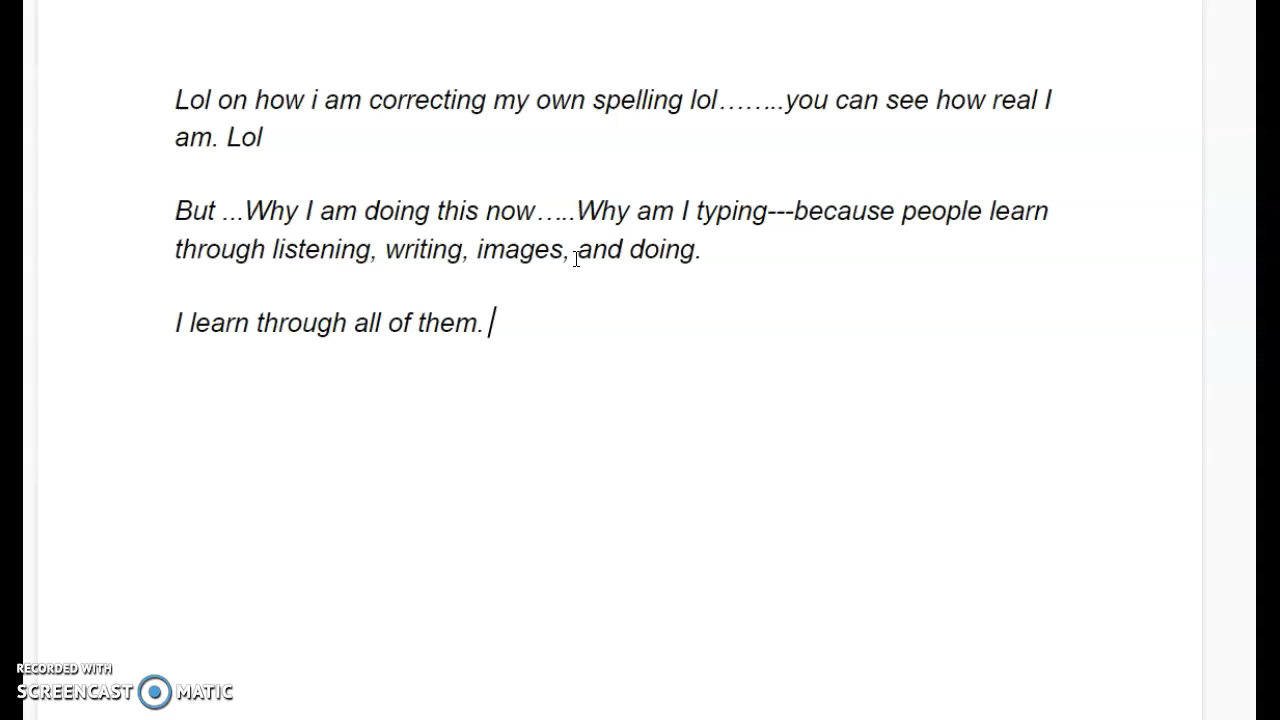 Lol on how i am correcting my own spelling lol……..you can see how real I
am. Lol
But ...Why I am doing this now…..Why am I typing---because people learn
through listening, writing, images, and doing.
I learn through all of them.
RECORDED WITH
SCREENCAST MATIC